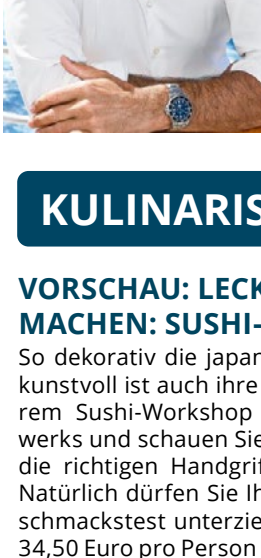 KULINARIS
VORSCHAU: LECK
MACHEN: SUSHI-
So dekorativ die japan
kunstvoll ist auch ihre
rem Sushi-Workshop
werks und schauen Sie
die richtigen Handgrif
Natürlich dürfen Sie Ih
schmackstest unterzie
34,50 Euro pro Person